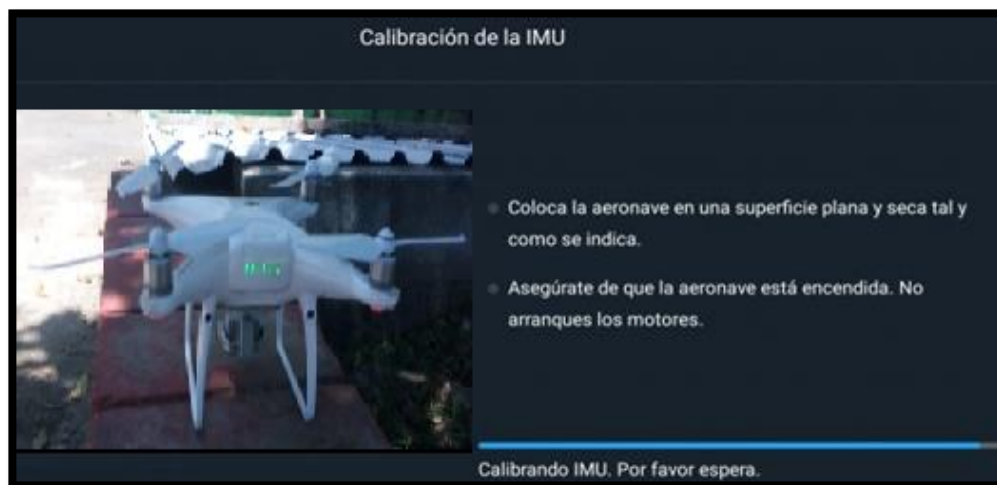 Calibración de la IMU
Coloca la aeronave en una superficie plana y seca tal y
como se indica.
Asegúrate de que la aeronave está encendida. No
arranques los motores.
Calibrando IMU. Por favor espera.